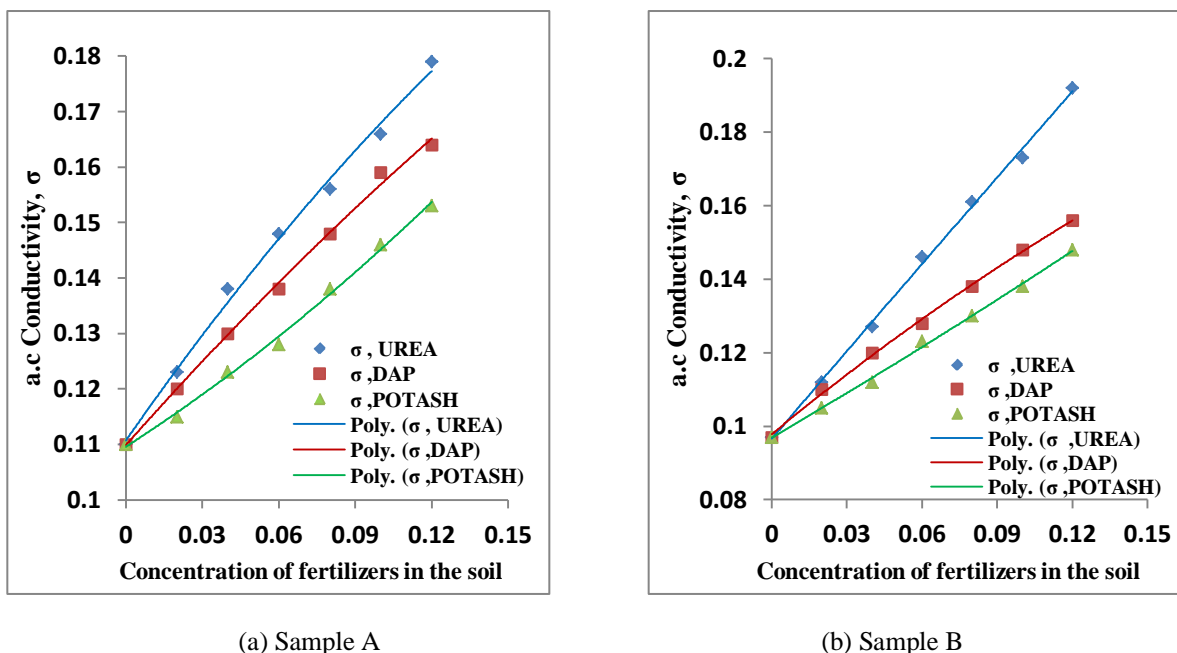 a.c Conductivity, σ
0.18
0.17
0.16
0.15
0.14
0.13
0.12
0.11
0.1
σ , UREA
σ ,DAP
σ ,POTASH
Poly. (σ , UREA)
Poly. (σ ,DAP)
Poly. (σ ,POTASH)
0 0.03 0.06 0.09 0.12 0.15
Concentration of fertilizers in the soil
(a) Sample A
a.c Conductivity, σ
0.2
0.18
0.16
0.14
0.12
0.1
0.08
σ ,UREA
σ ,DAP
σ ,POTASH
Poly. (σ ,UREA)
Poly. (σ ,DAP)
Poly. (σ ,POTASH)
0 0.03 0.06 0.09 0.12 0.15
Concentration of fertilizers in the soil
(b) Sample B